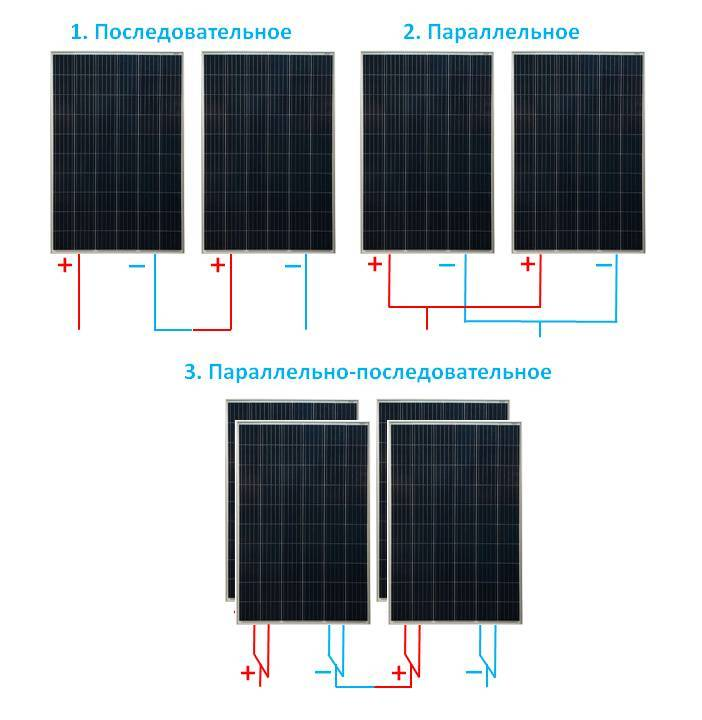 1. Последовательное
2. Параллельное
+ − + −
+ − + −
3. Параллельно-последовательное
+ − + −